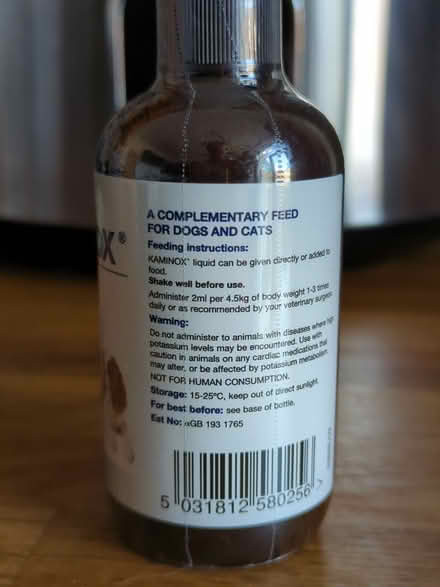 OX®
A COMPLEMENTARY FEED
FOR DOGS AND CATS
Feeding instructions:
KAMINOX™ liquid can be given directly or added to
food.
Shake well before use.
Administer 2ml per 4.5kg of body weight 1-3 times
daily or as recommended by your veterinary surgeon.
Warning:
Do not administer to animals with diseases where high
potassium levels may be encountered. Use with
caution in animals on any cardiac medications that
may alter, or be affected by potassium metabolism.
NOT FOR HUMAN CONSUMPTION.
Storage: 15-25°C, keep out of direct sunlight.
For best before: see base of bottle.
Est No: αGB 193 1765
5 031812 580256 >